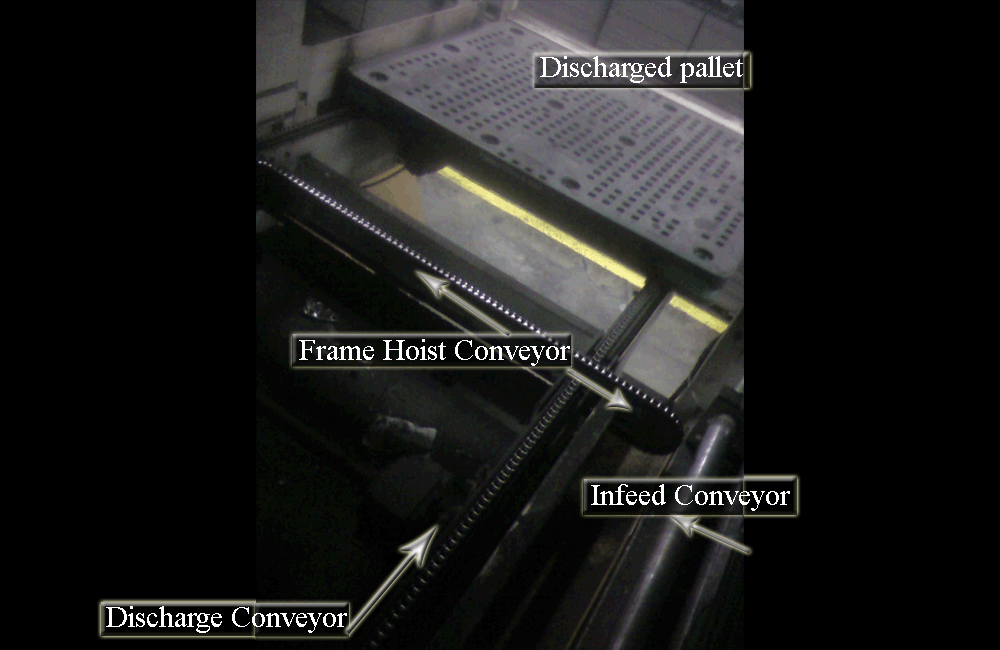 Discharged pallet
Frame Hoist Conveyor
Infeed Conveyor
Discharge Conveyor